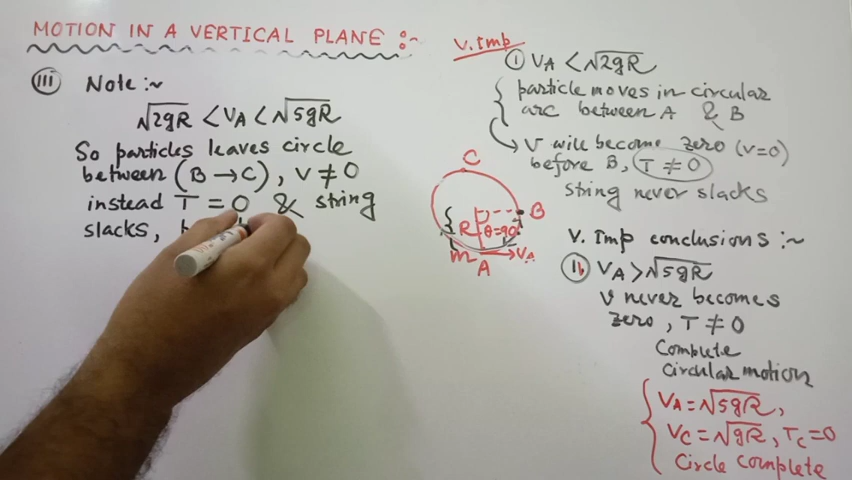 MOTION IN A VERTICAL PLANE :~
III Note :~
√2gR < VA < √5gR
So particles leaves circle
between (B → C), V ≠ 0
instead T = 0 & string
slacks,
V. Imp
① VA < √2gR
particle moves in circular
arc between A & B
→ V will become zero (v=0)
before B, T ≠ 0
string never slacks
C
B
R θ=90°
m A → VA
V. Imp conclusions :~
II VA > √5gR
V never becomes
zero, T ≠ 0
Complete
Circular motion
VA = √5gR,
VC = √gR, TC = 0
Circle complete